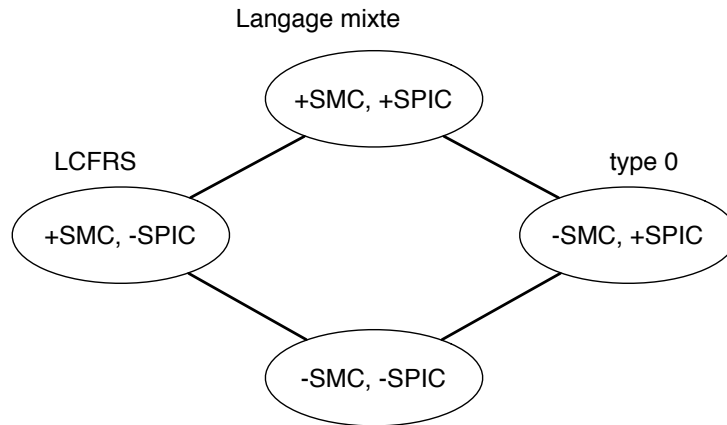 Langage mixte
+SMC, +SPIC
LCFRS
type 0
+SMC, -SPIC
-SMC, +SPIC
-SMC, -SPIC